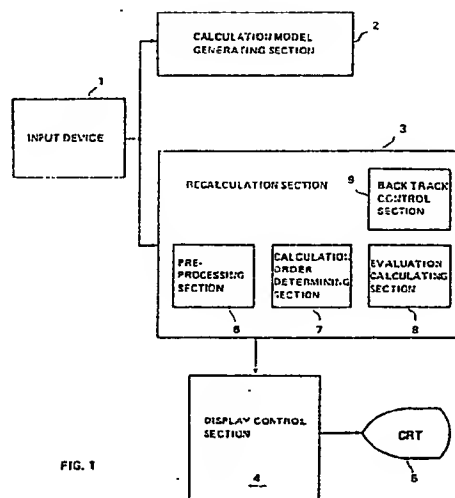 2
CALCULATION MODEL
GENERATING SECTION
1
INPUT DEVICE
3
RECALCULATION SECTION
9
BACK TRACK
CONTROL
SECTION
PRE-
PROCESSING
SECTION
CALCULATION
ORDER
DETERMINING
SECTION
EVALUATION
CALCULATING
SECTION
6
7
8
DISPLAY CONTROL
SECTION
4
CRT
5
FIG. 1